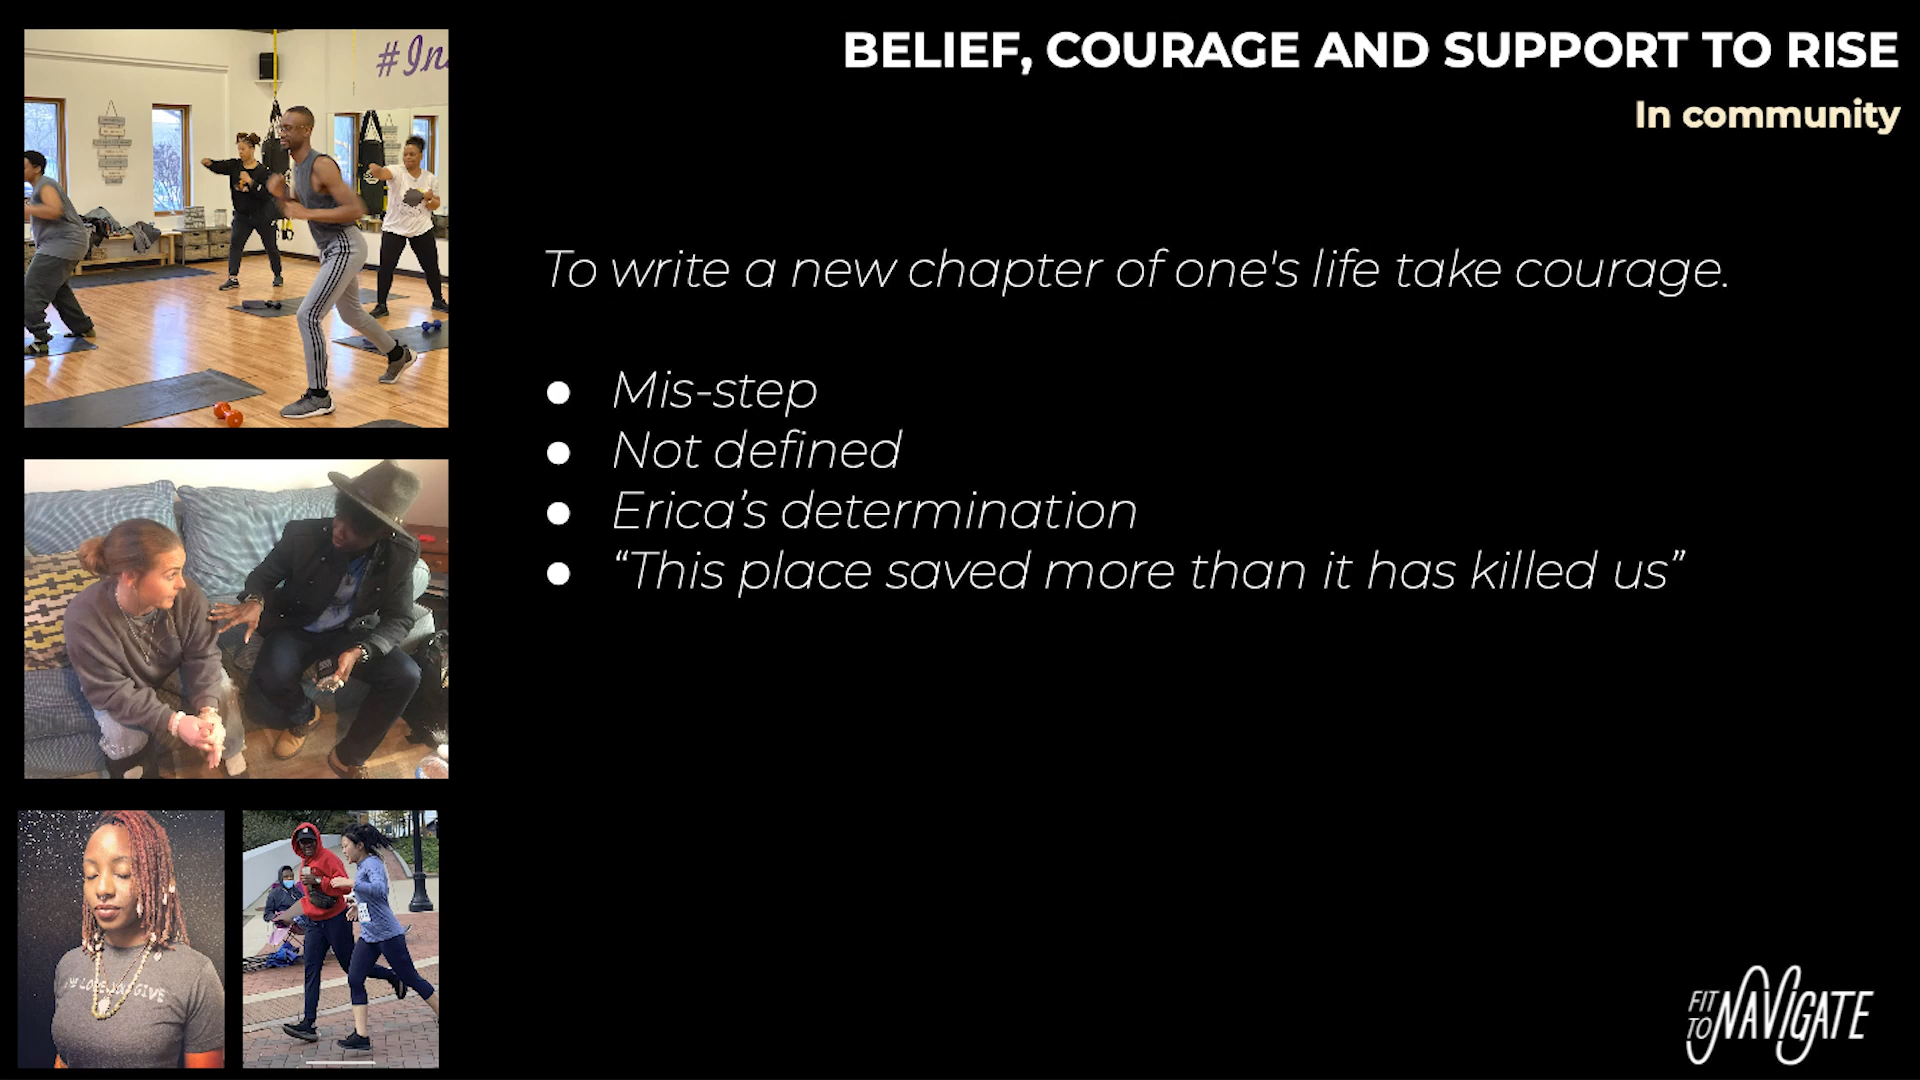 BELIEF, COURAGE AND SUPPORT TO RISE
In community
To write a new chapter of one's life take courage.
● Mis-step
● Not defined
● Erica’s determination
● “This place saved more than it has killed us”
#In
FIT TO NAVIGATE